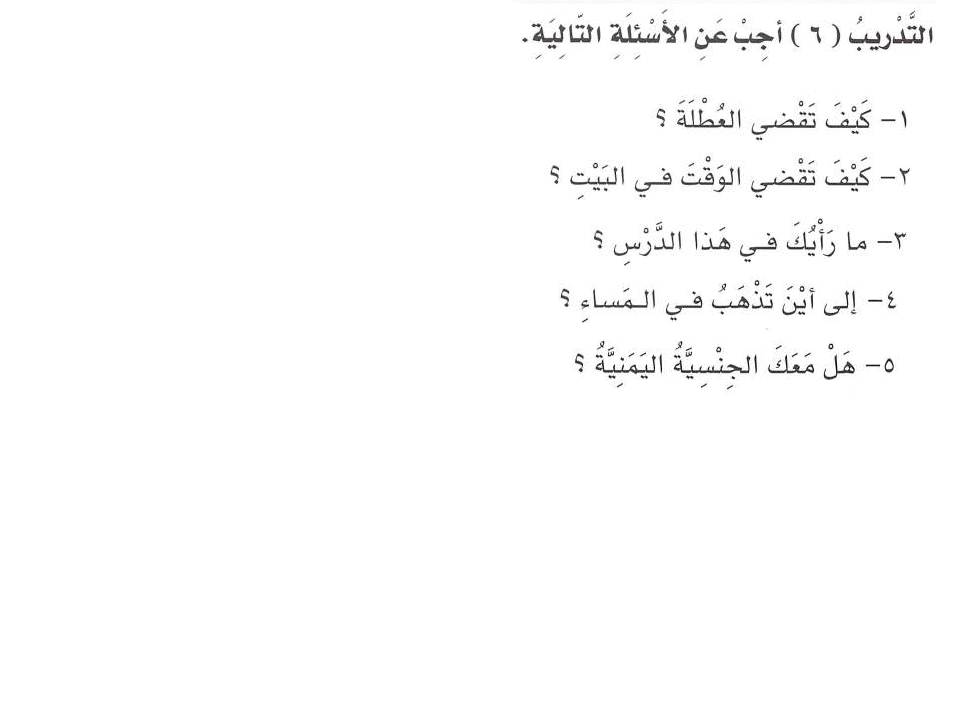 التَّدْريبُ ( ٦ ) أجِبْ عَنِ الأَسْئِلَةِ التّالِيَةِ.
١– كَيْفَ تَقْضي العُطْلَةَ ؟
٢– كَيْفَ تَقْضي الوَقْتَ في البَيْتِ ؟
٣– ما رَأْيُكَ في هَذا الدَّرْسِ ؟
٤– إلى أيْنَ تَذْهَبُ في المَساءِ ؟
٥– هَلْ مَعَكَ الجِنْسِيَّةُ اليَمَنِيَّةُ ؟